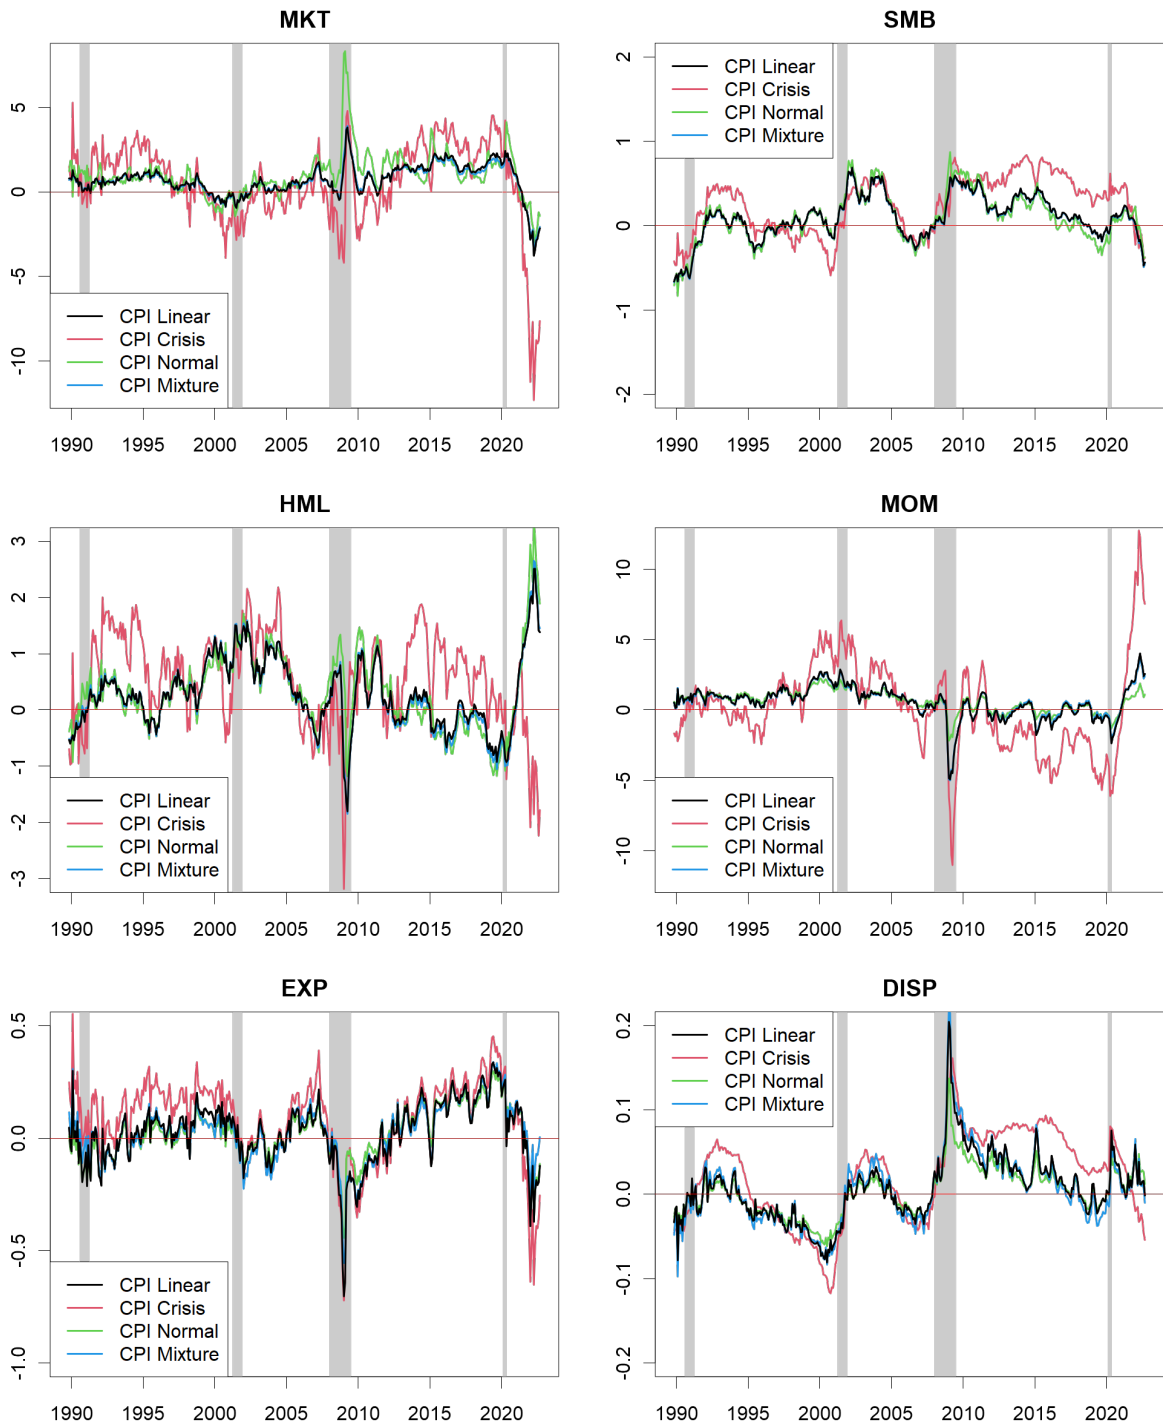 MKT
5
0
-5
-10
CPI Linear
CPI Crisis
CPI Normal
CPI Mixture
1990 1995 2000 2005 2010 2015 2020
SMB
2
1
0
-1
-2
CPI Linear
CPI Crisis
CPI Normal
CPI Mixture
1990 1995 2000 2005 2010 2015 2020
HML
3
2
1
0
-1
-2
-3
CPI Linear
CPI Crisis
CPI Normal
CPI Mixture
1990 1995 2000 2005 2010 2015 2020
MOM
10
5
0
-5
-10
CPI Linear
CPI Crisis
CPI Normal
CPI Mixture
1990 1995 2000 2005 2010 2015 2020
EXP
0.5
0.0
-0.5
-1.0
CPI Linear
CPI Crisis
CPI Normal
CPI Mixture
1990 1995 2000 2005 2010 2015 2020
DISP
0.2
0.1
0.0
-0.1
-0.2
CPI Linear
CPI Crisis
CPI Normal
CPI Mixture
1990 1995 2000 2005 2010 2015 2020